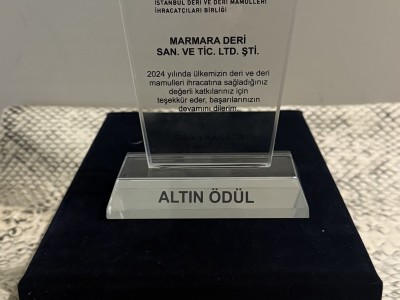 İSTANBUL DERİ VE DERİ MAMULLERİ
İHRACATÇILARI BİRLİĞİ
MARMARA DERİ
SAN. VE TİC. LTD. ŞTİ.
2024 yılında ülkemizin deri ve deri
mamulleri ihracatına sağladığınız
değerli katkılarınız için
teşekkür eder, başarılarınızın
devamını dilerim.
ALTIN ÖDÜL